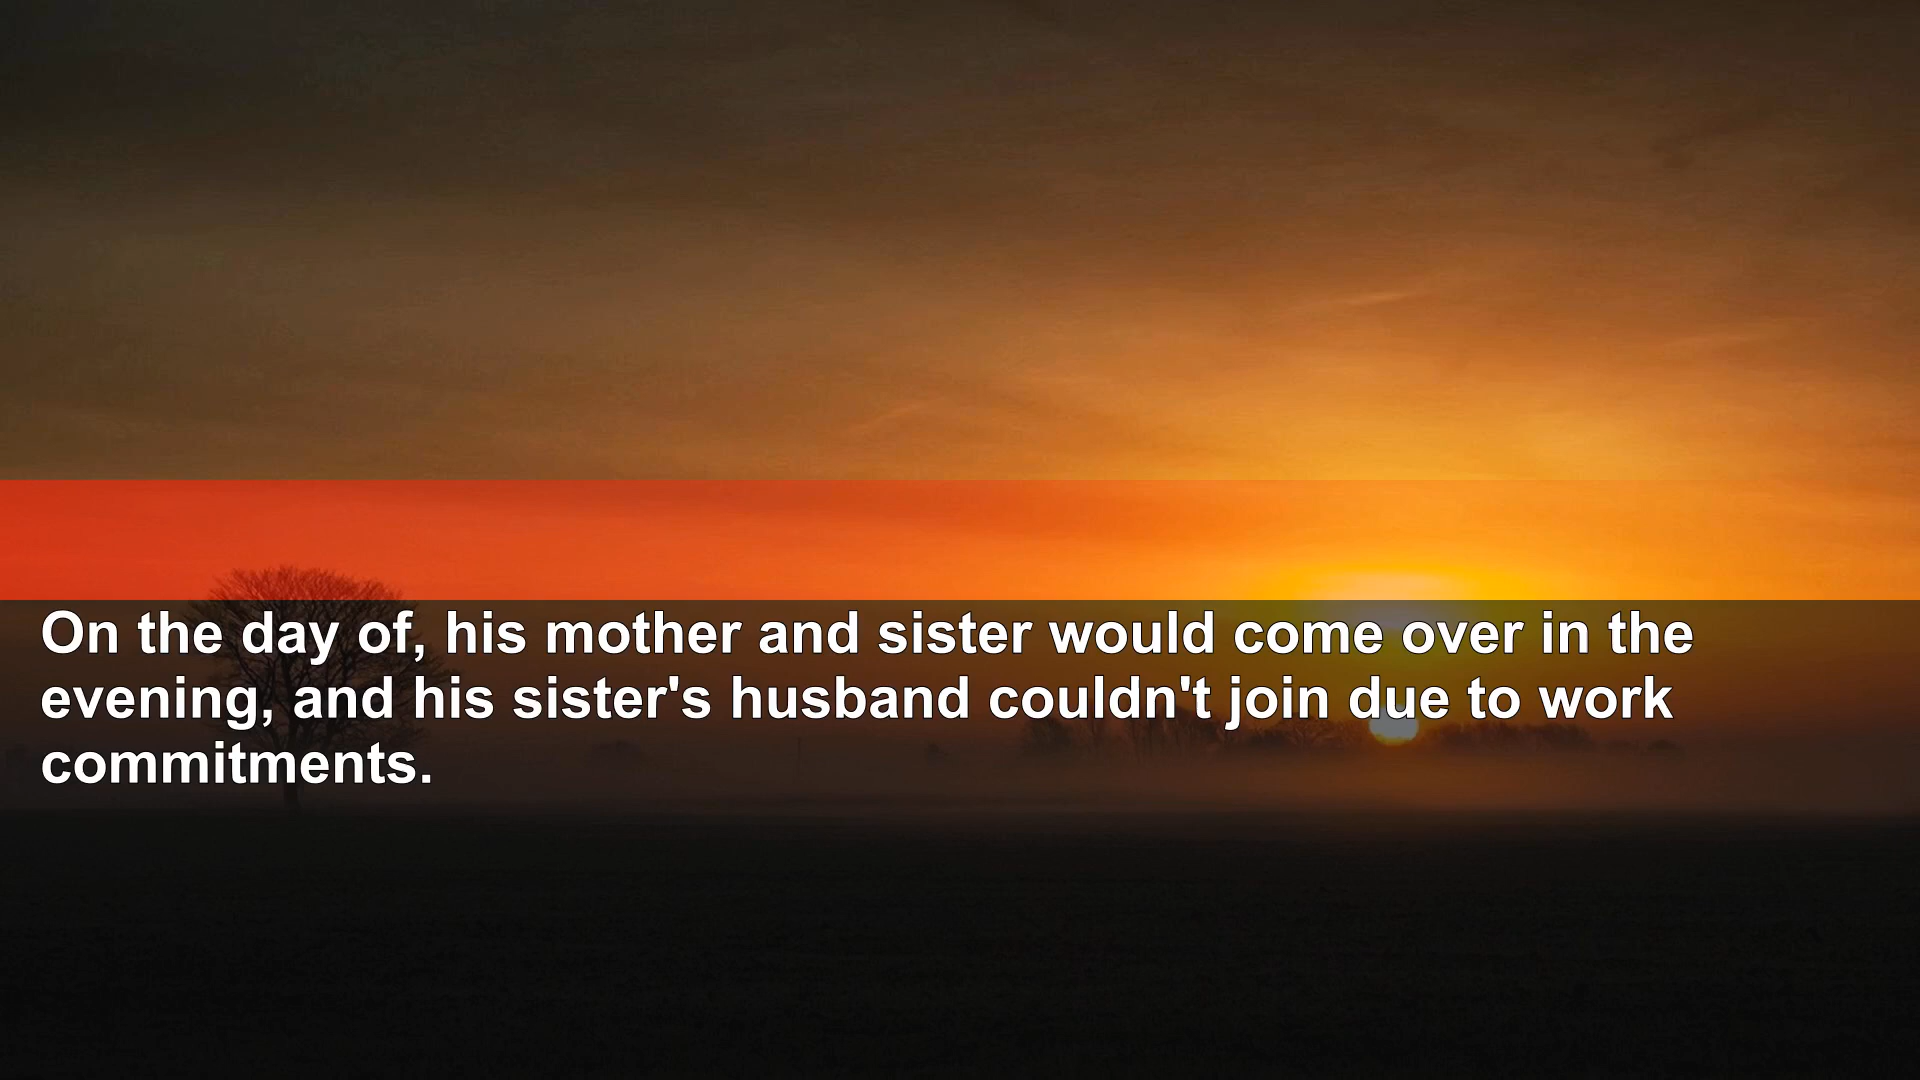 On the day of, his mother and sister would come over in the
evening, and his sister's husband couldn't join due to work
commitments.